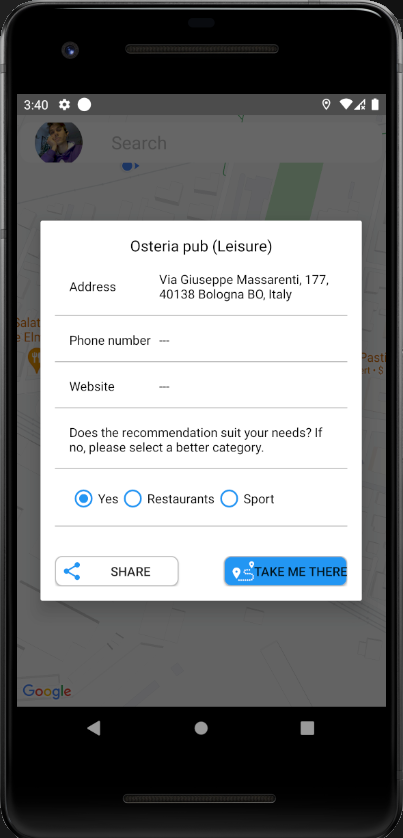 3:40
Search
Osteria pub (Leisure)
Address
Via Giuseppe Massarenti, 177,
40138 Bologna BO, Italy
Phone number ---
Website ---
Does the recommendation suit your needs? If
no, please select a better category.
Yes Restaurants Sport
SHARE
TAKE ME THERE
Salat
e Elm
Pasti
rt • $
Google